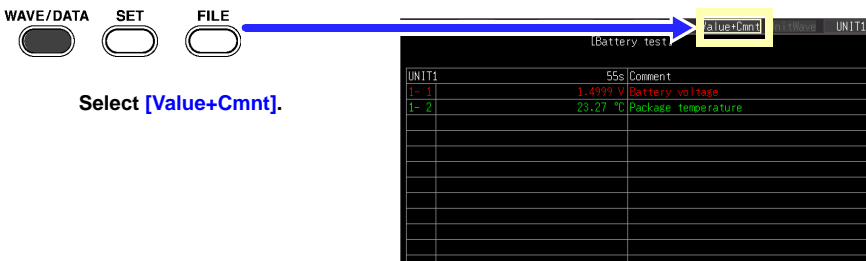 WAVE/DATA SET FILE
Value+Cmnt UnitWave UNIT1
[Battery test]
UNIT1 55s Comment
1- 1 1.4999 V Battery voltage
1- 2 23.27 °C Package temperature
Select [Value+Cmnt].